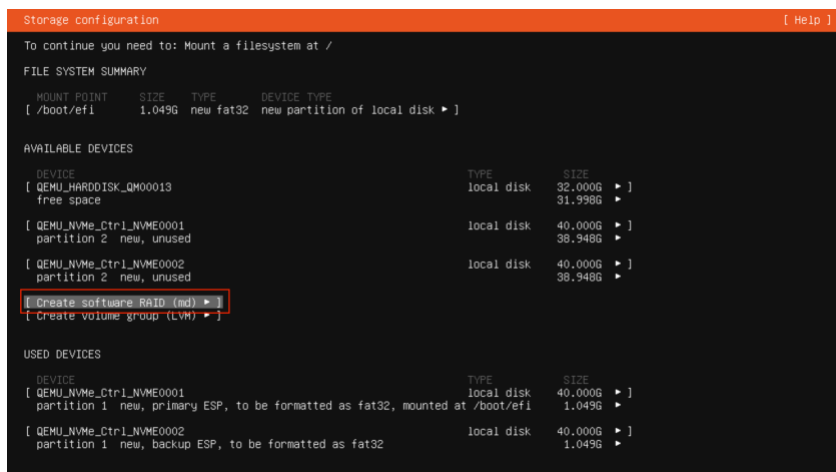 Storage configuration [ Help ]
To continue you need to: Mount a filesystem at /
FILE SYSTEM SUMMARY
MOUNT POINT SIZE TYPE DEVICE TYPE
[ /boot/efi 1.049G new fat32 new partition of local disk ▸ ]
AVAILABLE DEVICES
DEVICE TYPE SIZE
[ QEMU_HARDDISK_QM00013 local disk 32.000G ▸ ]
free space 31.998G ▸
[ QEMU_NVMe_Ctrl_NVME0001 local disk 40.000G ▸ ]
partition 2 new, unused 38.948G ▸
[ QEMU_NVMe_Ctrl_NVME0002 local disk 40.000G ▸ ]
partition 2 new, unused 38.948G ▸
[ Create software RAID (md) ▸ ]
[ Create volume group (LVM) ▸ ]
USED DEVICES
DEVICE TYPE SIZE
[ QEMU_NVMe_Ctrl_NVME0001 local disk 40.000G ▸ ]
partition 1 new, primary ESP, to be formatted as fat32, mounted at /boot/efi 1.049G ▸
[ QEMU_NVMe_Ctrl_NVME0002 local disk 40.000G ▸ ]
partition 1 new, backup ESP, to be formatted as fat32 1.049G ▸